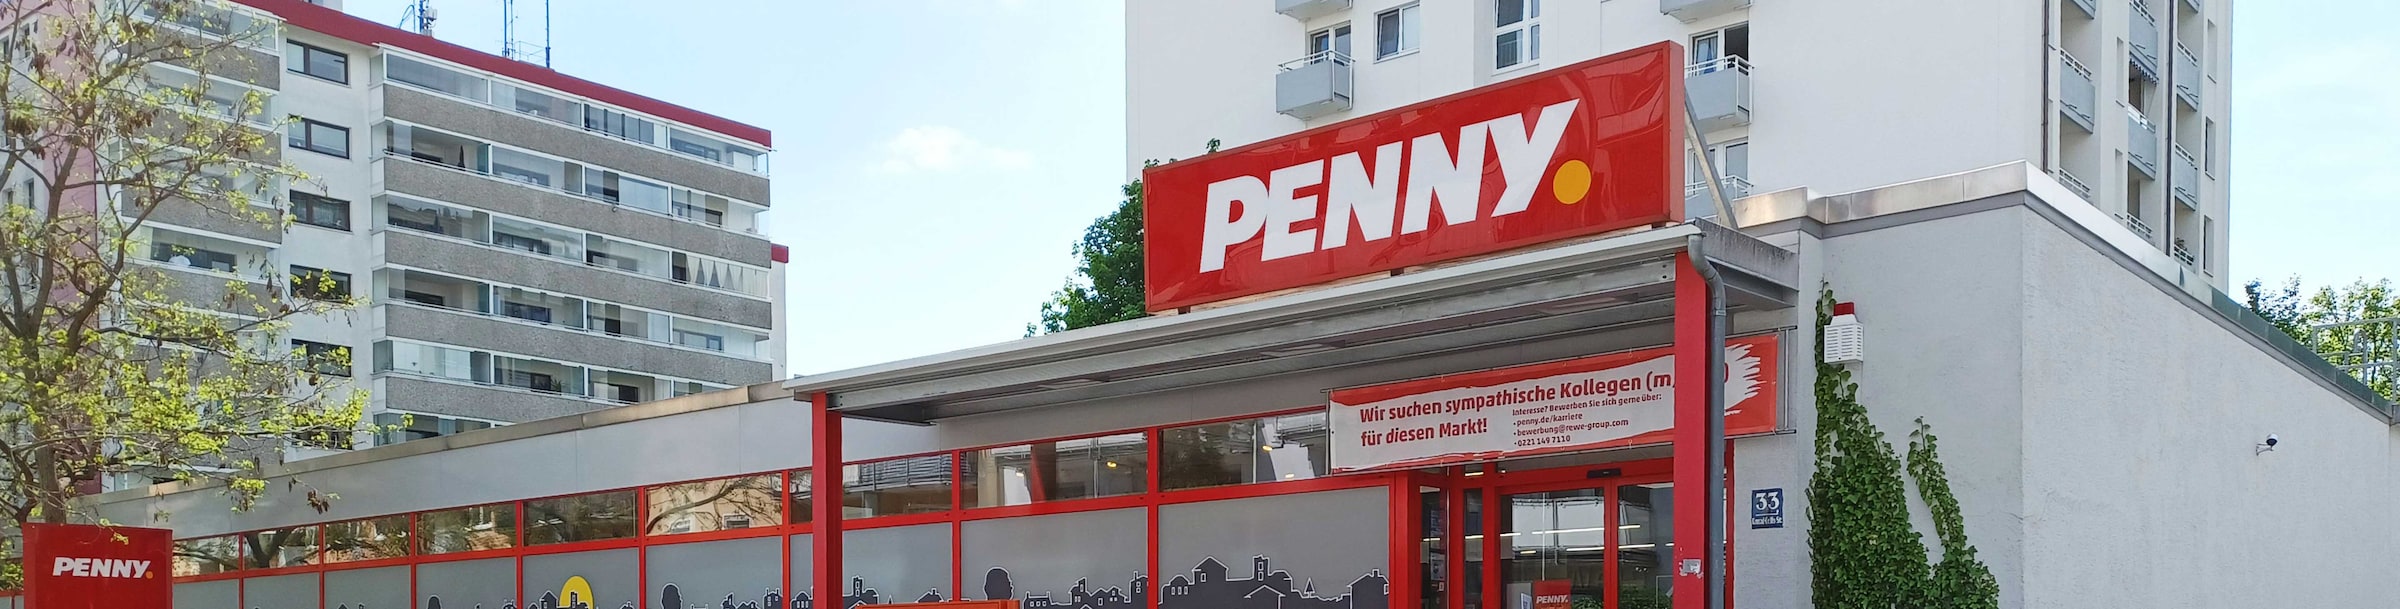 PENNY.
Wir suchen sympathische Kollegen (m
für diesen Markt!
Interesse? Bewerben Sie sich gerne über:
• penny.de/karriere
• bewerbung@rewe-group.com
• 0221 149 7110
33
PENNY.
PENNY.